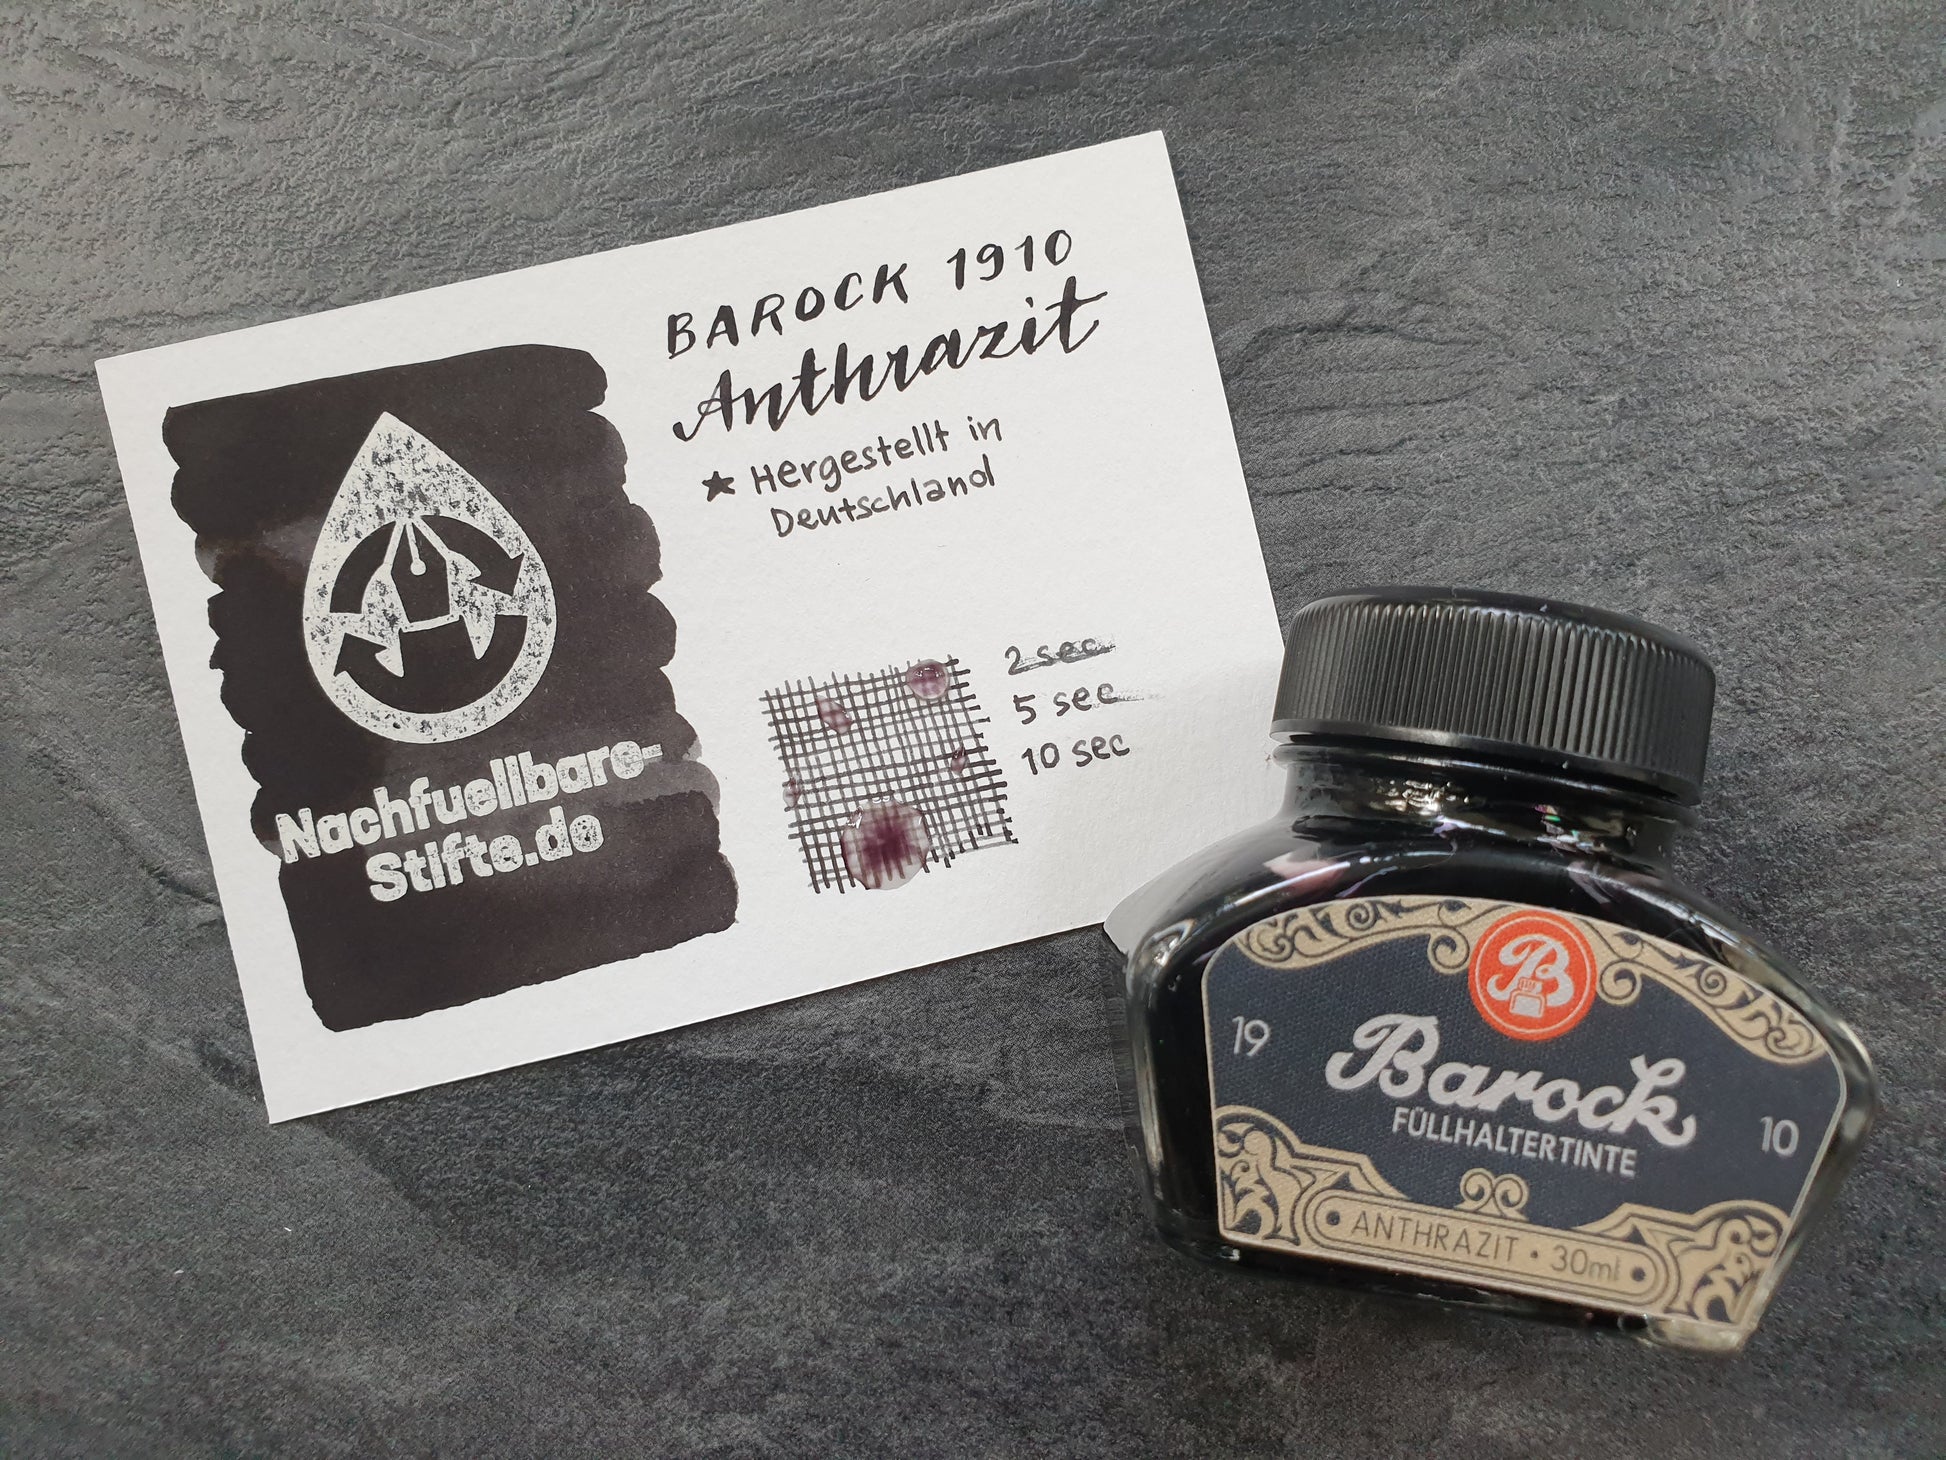 BAROCK 1910
Anthrazit
★ Hergestellt in
Deutschland
2 sec
5 sec
10 sec
Nachfuellbare-
Stifte.de
B
19 10
Barock
FÜLLHALTERTINTE
ANTHRAZIT • 30ml